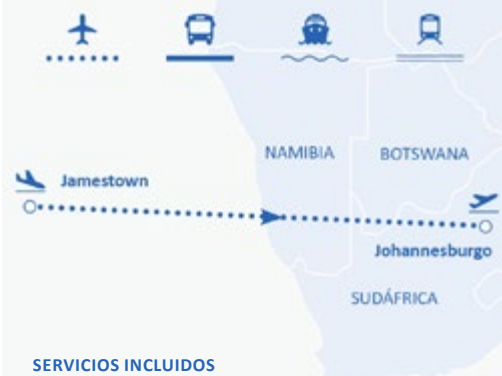 NAMIBIA
BOTSWANA
Jamestown
Johannesburgo
SUDÁFRICA
SERVICIOS INCLUIDOS